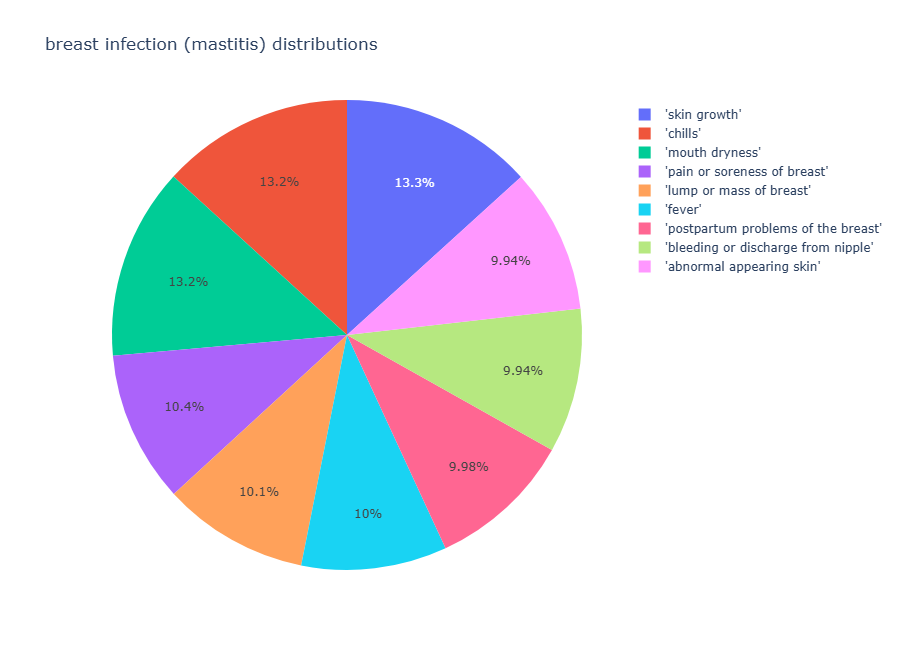 breast infection (mastitis) distributions
'skin growth'
'chills'
'mouth dryness'
'pain or soreness of breast'
'lump or mass of breast'
'fever'
'postpartum problems of the breast'
'bleeding or discharge from nipple'
'abnormal appearing skin'
13.2%
13.3%
9.94%
13.2%
9.94%
10.4%
9.98%
10.1%
10%